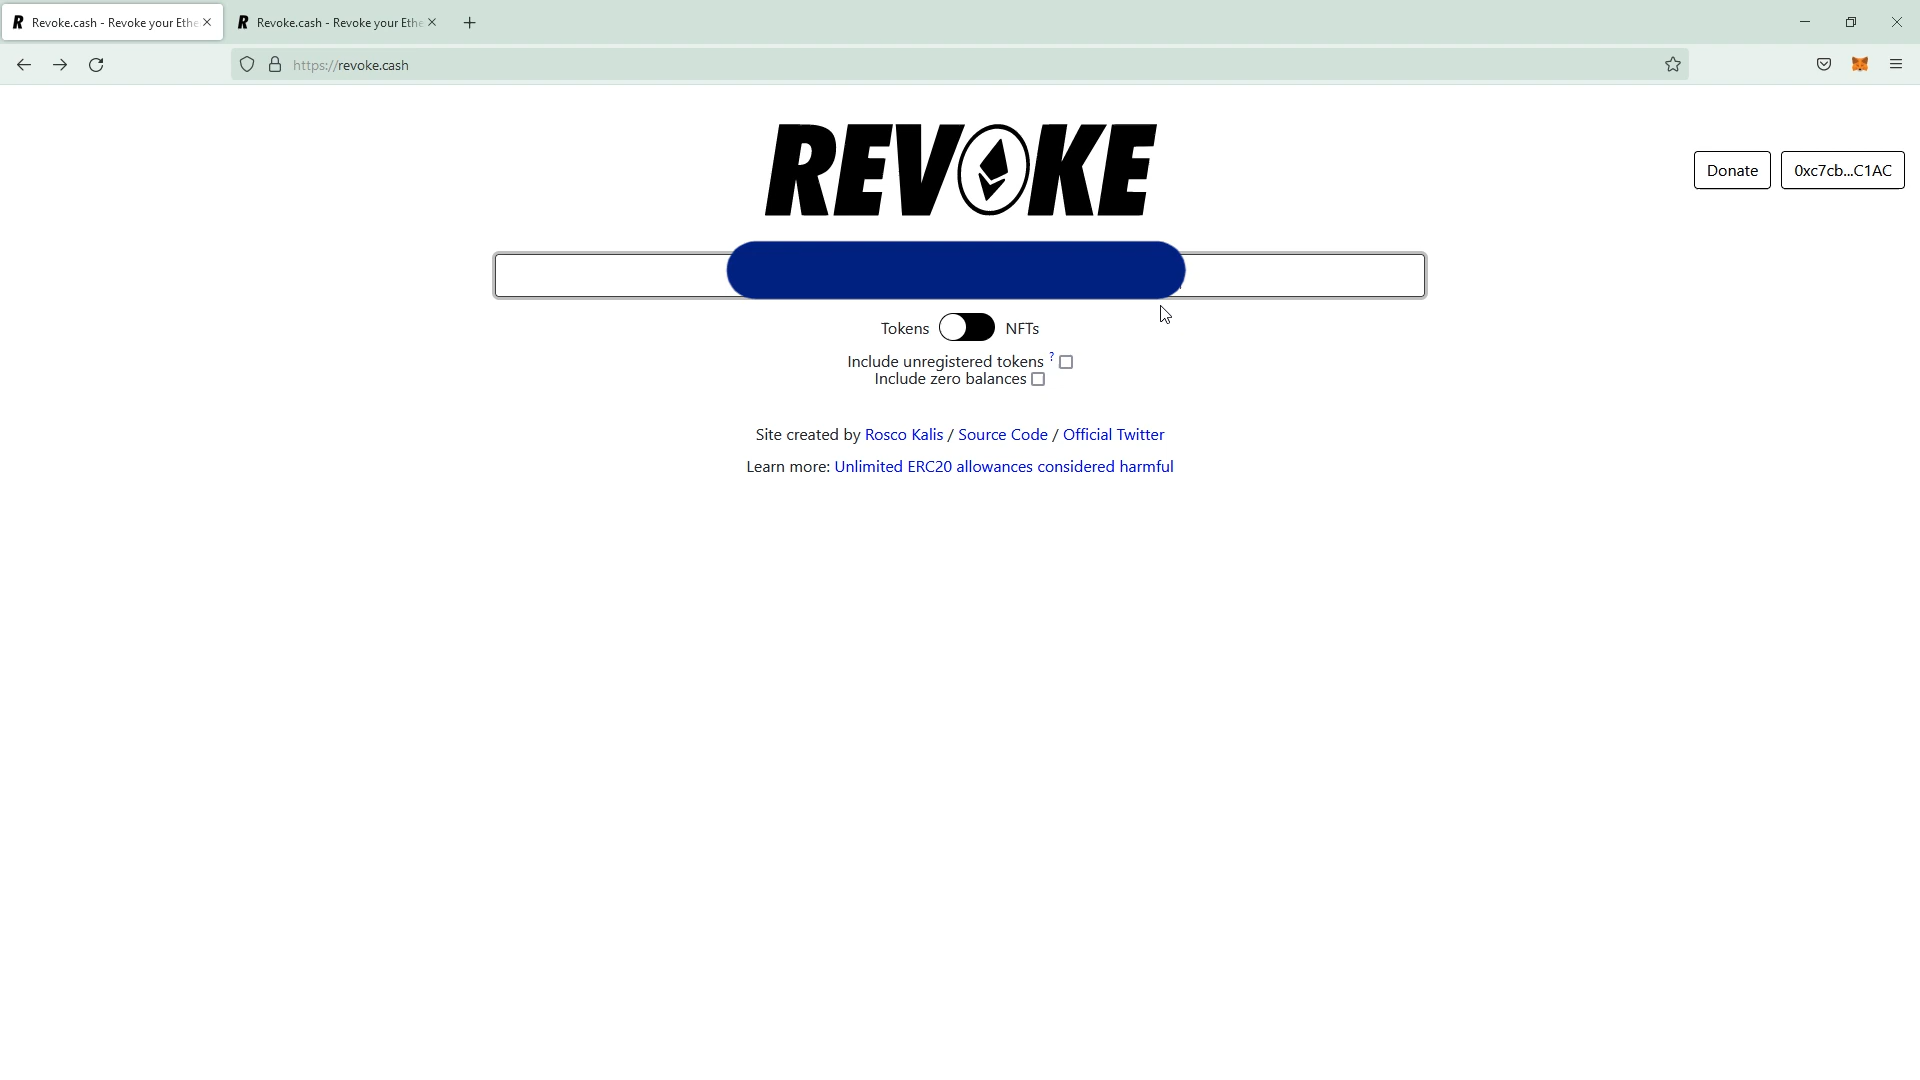 Revoke.cash - Revoke your Ethe
Revoke.cash - Revoke your Ethe
https://revoke.cash
REVOKE
Donate
0xc7cb...C1AC
Tokens NFTs
Include unregistered tokens ?
Include zero balances
Site created by Rosco Kalis / Source Code / Official Twitter
Learn more: Unlimited ERC20 allowances considered harmful